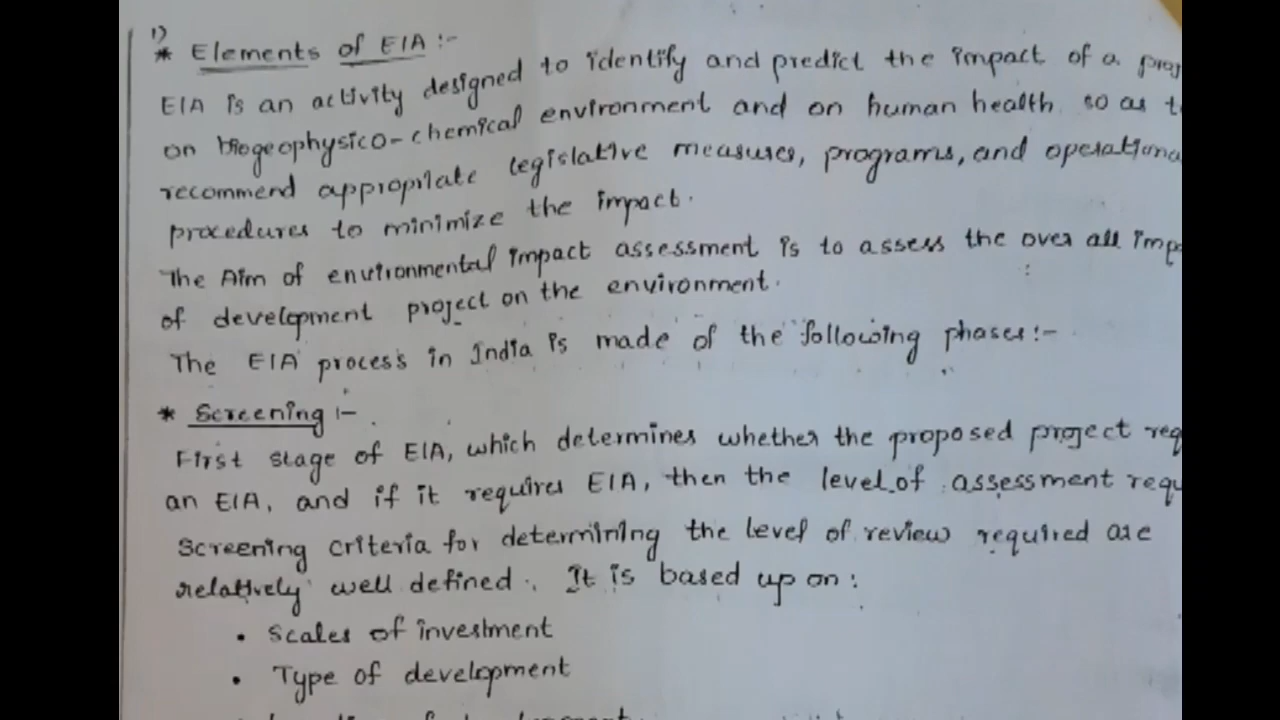 1)
* Elements of EIA :-
EIA is an activity designed to identify and predict the impact of a
on biogeophysico-chemical environment and on human health so as
recommend appropriate legislative measures, programs, and
procedures to minimize the impact.
The Aim of environmental impact assessment is to assess the over all
of development project on the environment.
The EIA process in India is made of the following phases:-
* Screening :-
First stage of EIA, which determines whether the proposed project
an EIA, and if it requires EIA, then the level of assessment
Screening criteria for determining the level of review required are
relatively well defined. It is based up on :
• Scales of investment
• Type of development